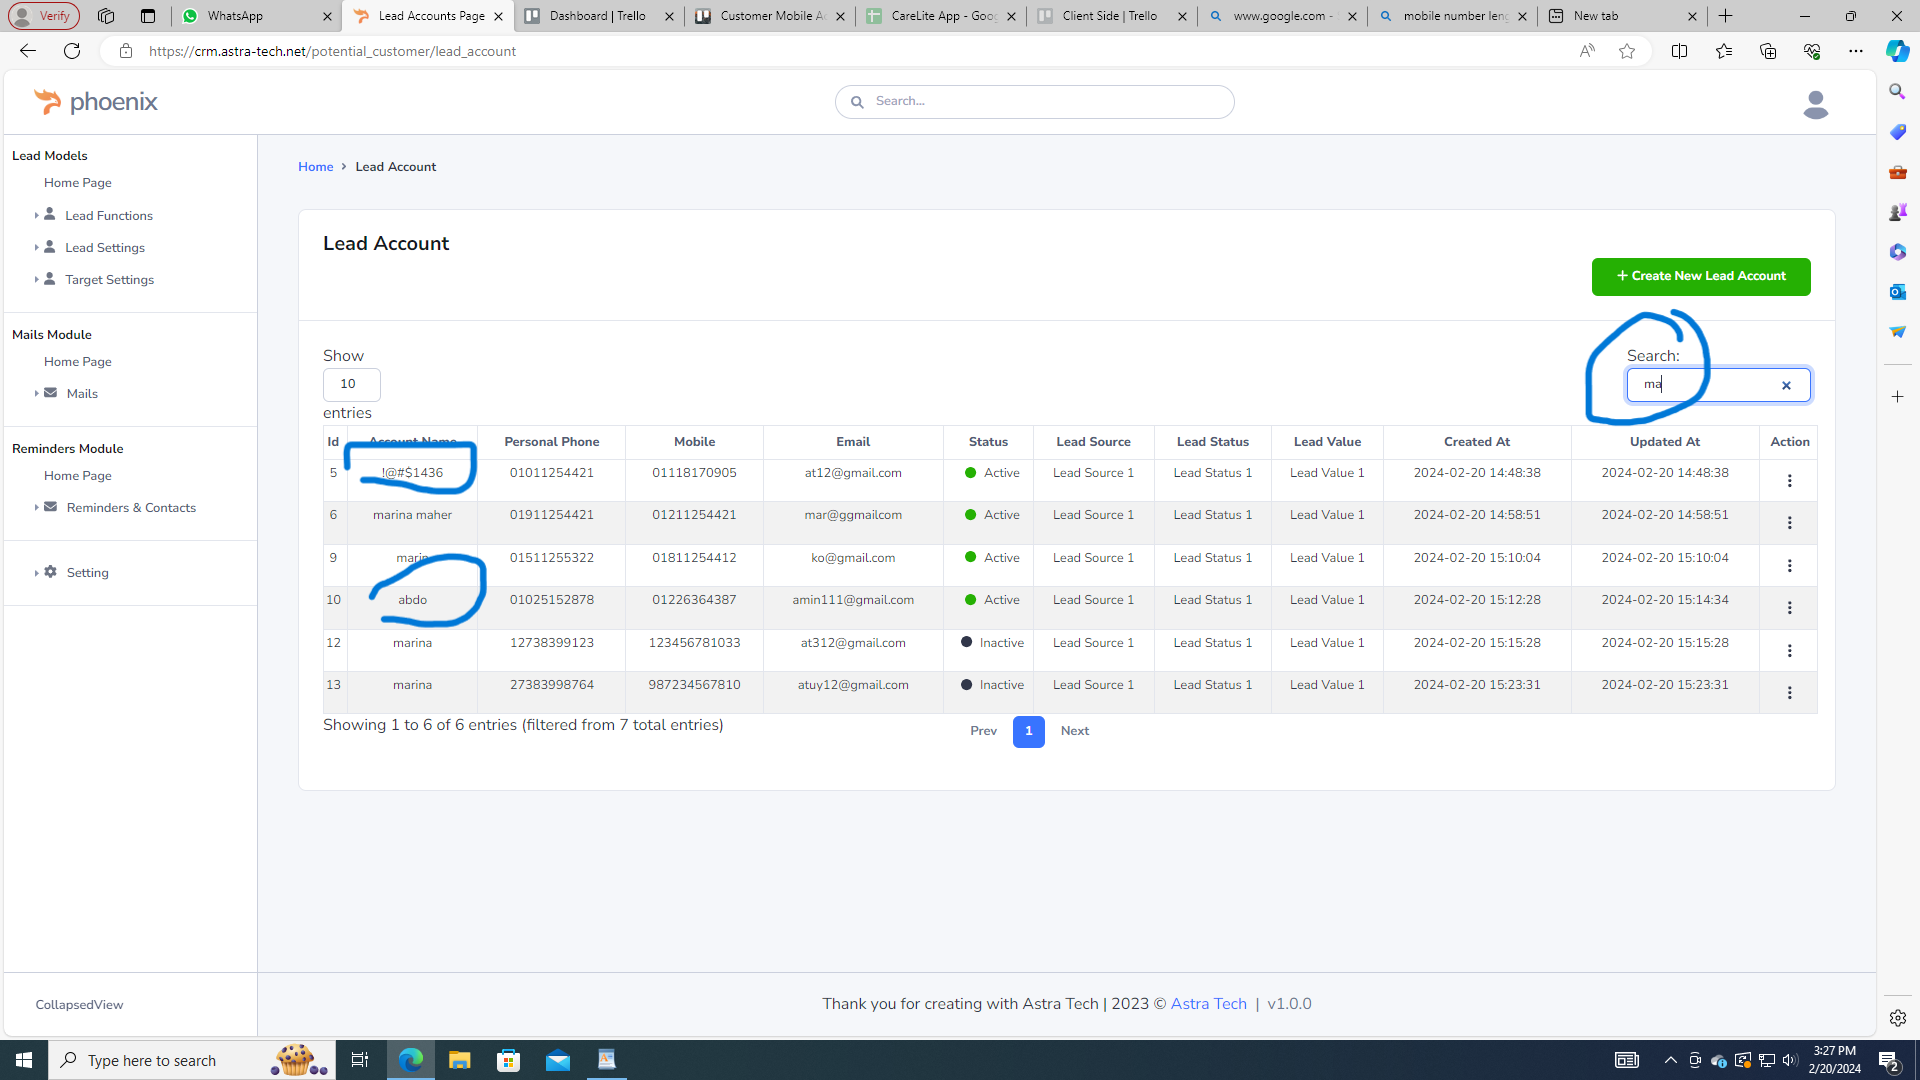 Verify
WhatsApp
Lead Accounts Page
Dashboard | Trello
Customer Mobile A
CareLite App - Goog
Client Side | Trello
www.google.com -
mobile number leng
New tab
https://crm.astra-tech.net/potential_customer/lead_account
phoenix
Search...
Lead Models
Home Page
Lead Functions
Lead Settings
Target Settings
Mails Module
Home Page
Mails
Reminders Module
Home Page
Reminders & Contacts
Setting
CollapsedView
Home > Lead Account
Lead Account
+ Create New Lead Account
Show
10
entries
Search:
ma
Id Account Name Personal Phone Mobile Email Status Lead Source Lead Status Lead Value Created At Updated At Action
5 !@#$1436 01011254421 01118170905 at12@gmail.com Active Lead Source 1 Lead Status 1 Lead Value 1 2024-02-20 14:48:38 2024-02-20 14:48:38
6 marina maher 01911254421 01211254421 mar@ggmailcom Active Lead Source 1 Lead Status 1 Lead Value 1 2024-02-20 14:58:51 2024-02-20 14:58:51
9 marina 01511255322 01811254412 ko@gmail.com Active Lead Source 1 Lead Status 1 Lead Value 1 2024-02-20 15:10:04 2024-02-20 15:10:04
10 abdo 01025152878 01226364387 amin111@gmail.com Active Lead Source 1 Lead Status 1 Lead Value 1 2024-02-20 15:12:28 2024-02-20 15:14:34
12 marina 12738399123 123456781033 at312@gmail.com Inactive Lead Source 1 Lead Status 1 Lead Value 1 2024-02-20 15:15:28 2024-02-20 15:15:28
13 marina 27383998764 987234567810 atuy12@gmail.com Inactive Lead Source 1 Lead Status 1 Lead Value 1 2024-02-20 15:23:31 2024-02-20 15:23:31
Showing 1 to 6 of 6 entries (filtered from 7 total entries)
Prev 1 Next
Thank you for creating with Astra Tech | 2023 © Astra Tech | v1.0.0
Type here to search
3:27 PM
2/20/2024
2